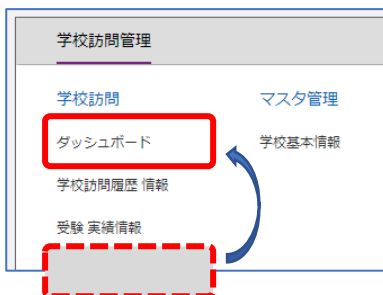 学校訪問管理
学校訪問
マスタ管理
ダッシュボード
学校基本情報
学校訪問履歴 情報
受験 実績情報